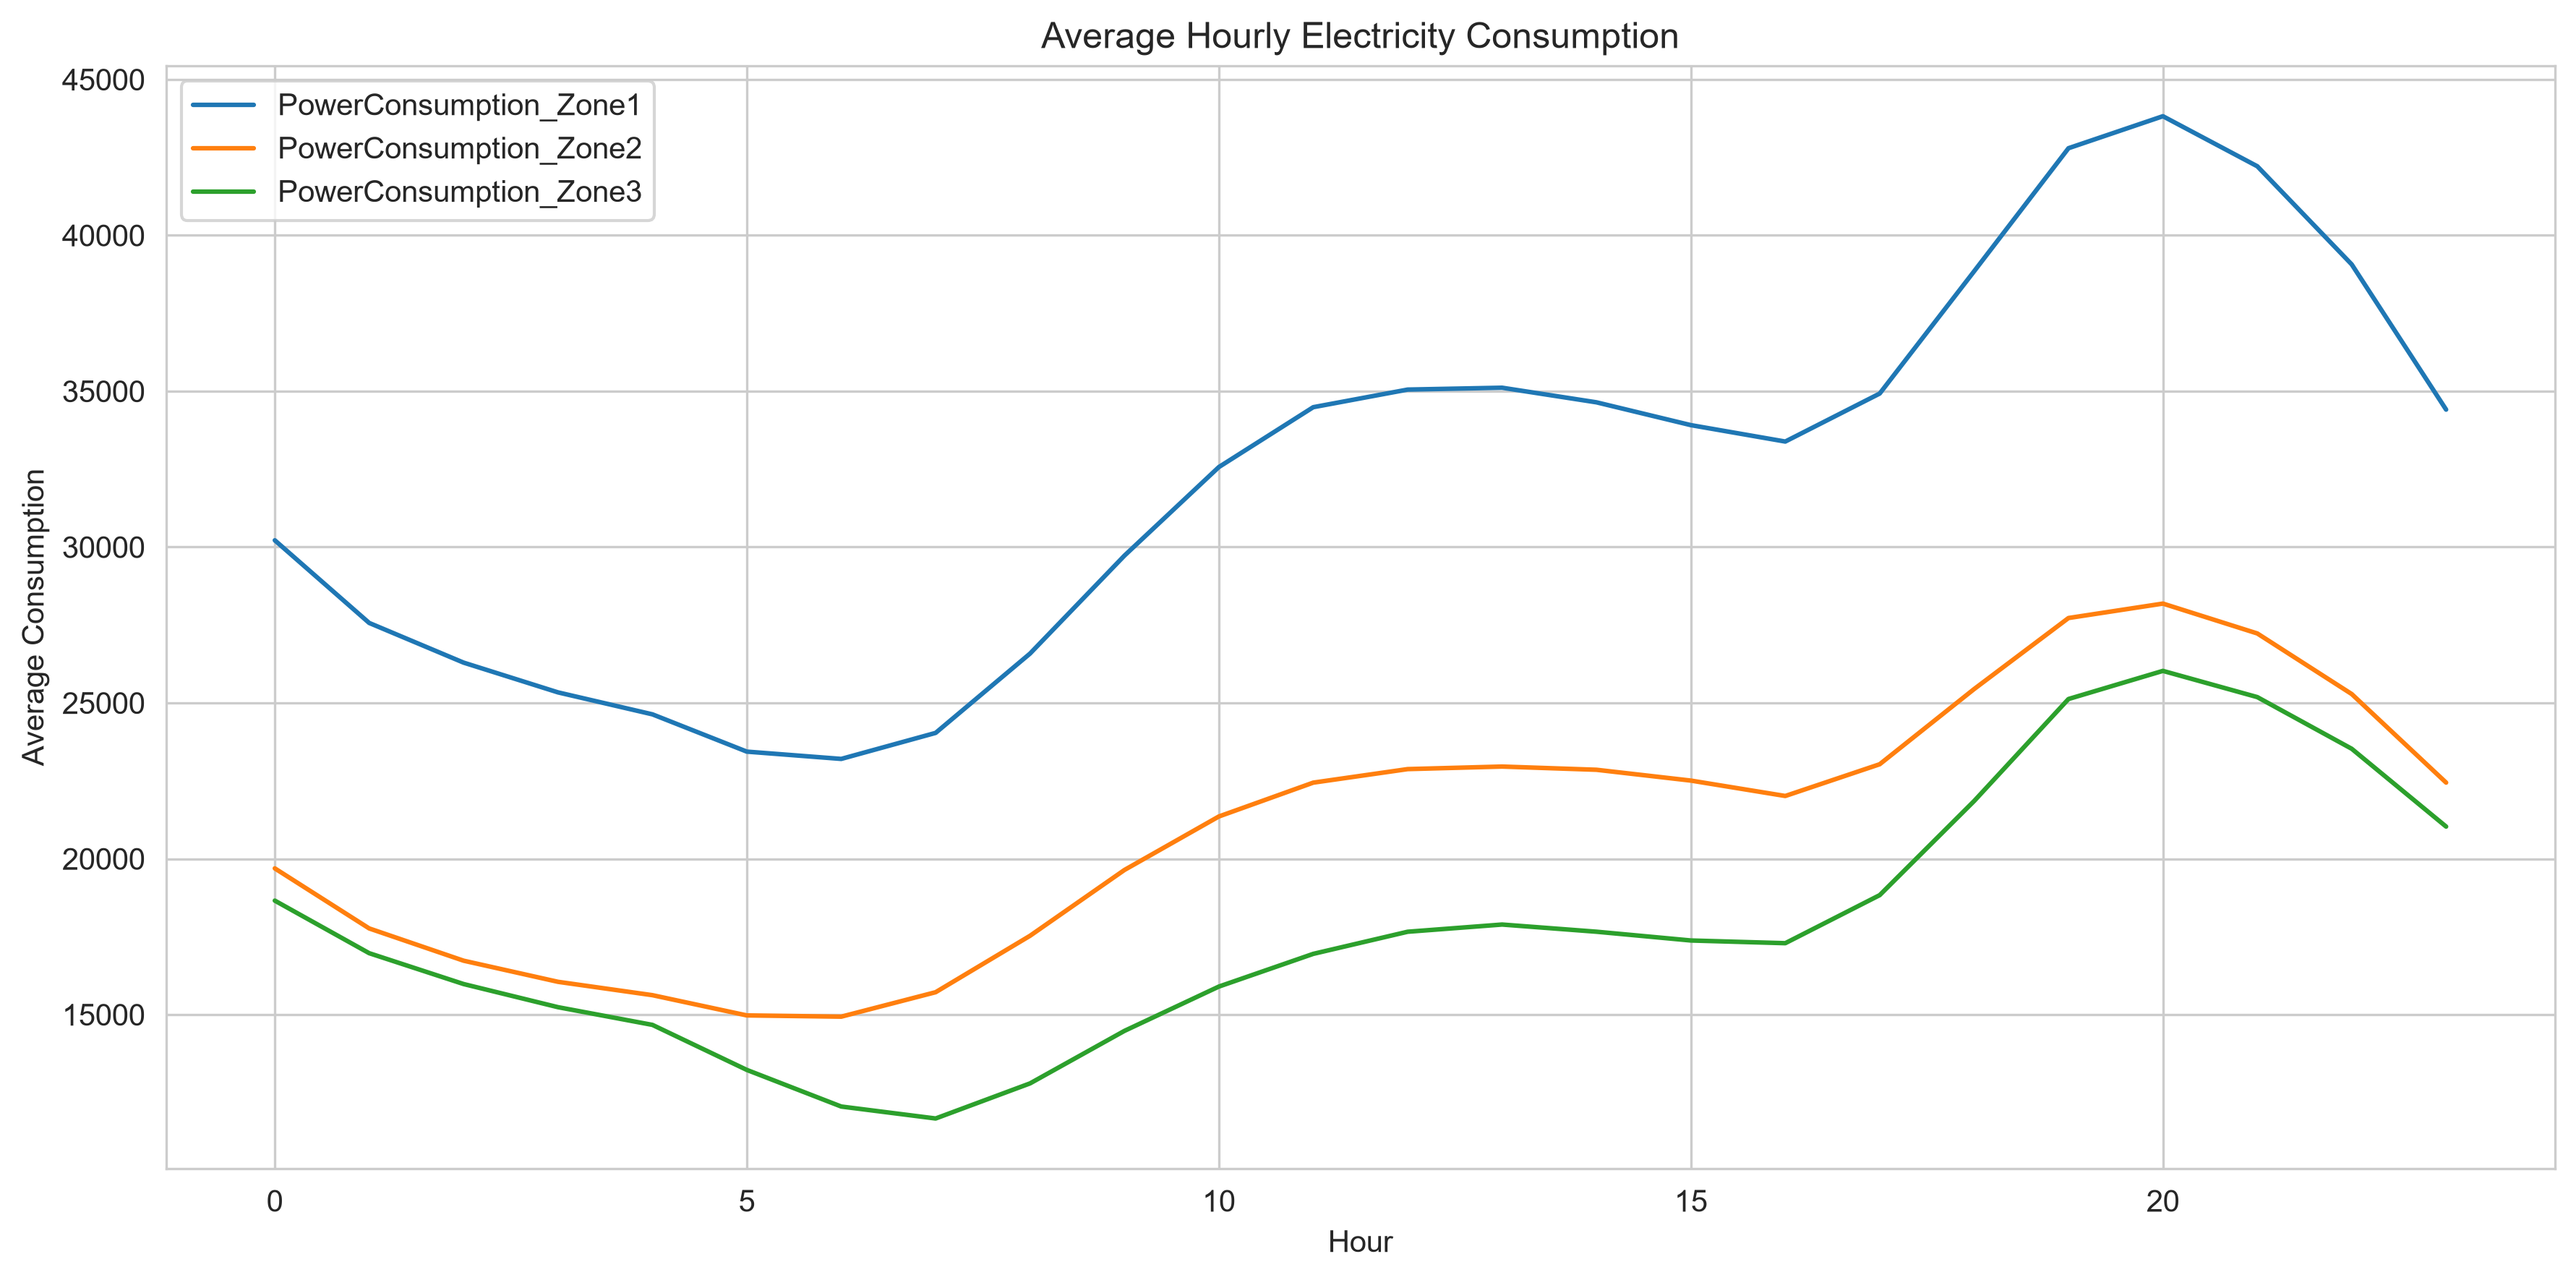 Average Hourly Electricity Consumption
45000
40000
35000
30000
25000
20000
15000
Average Consumption
PowerConsumption_Zone1
PowerConsumption_Zone2
PowerConsumption_Zone3
0 5 10 15 20
Hour